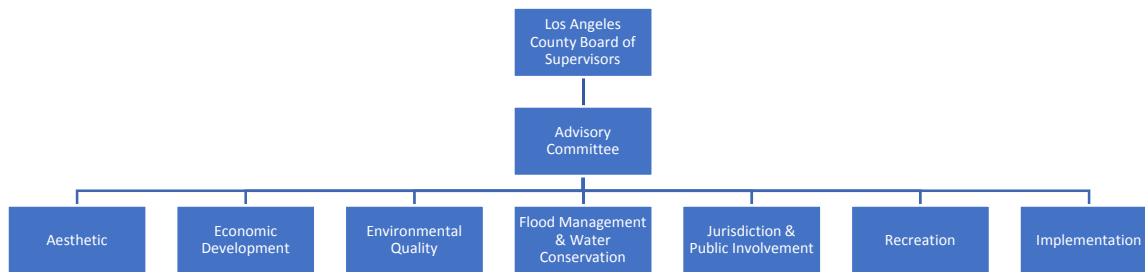 Los Angeles
County Board of
Supervisors
Advisory
Committee
Aesthetic
Economic
Development
Environmental
Quality
Flood Management
& Water
Conservation
Jurisdiction &
Public Involvement
Recreation
Implementation